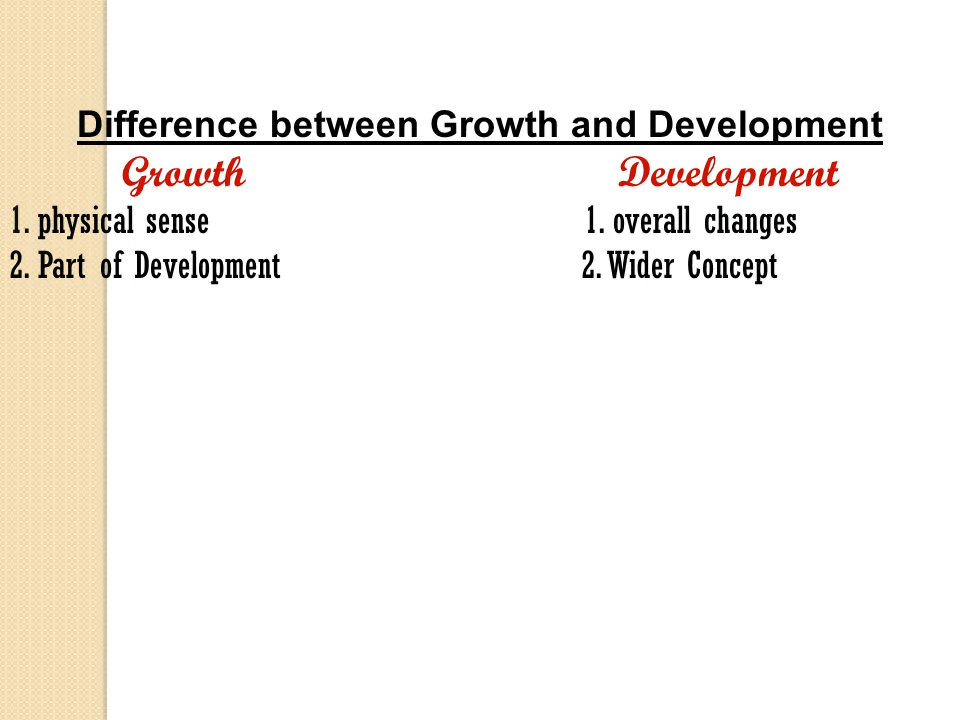 Difference between Growth and Development
Growth Development
1. physical sense 1. overall changes
2. Part of Development 2. Wider Concept